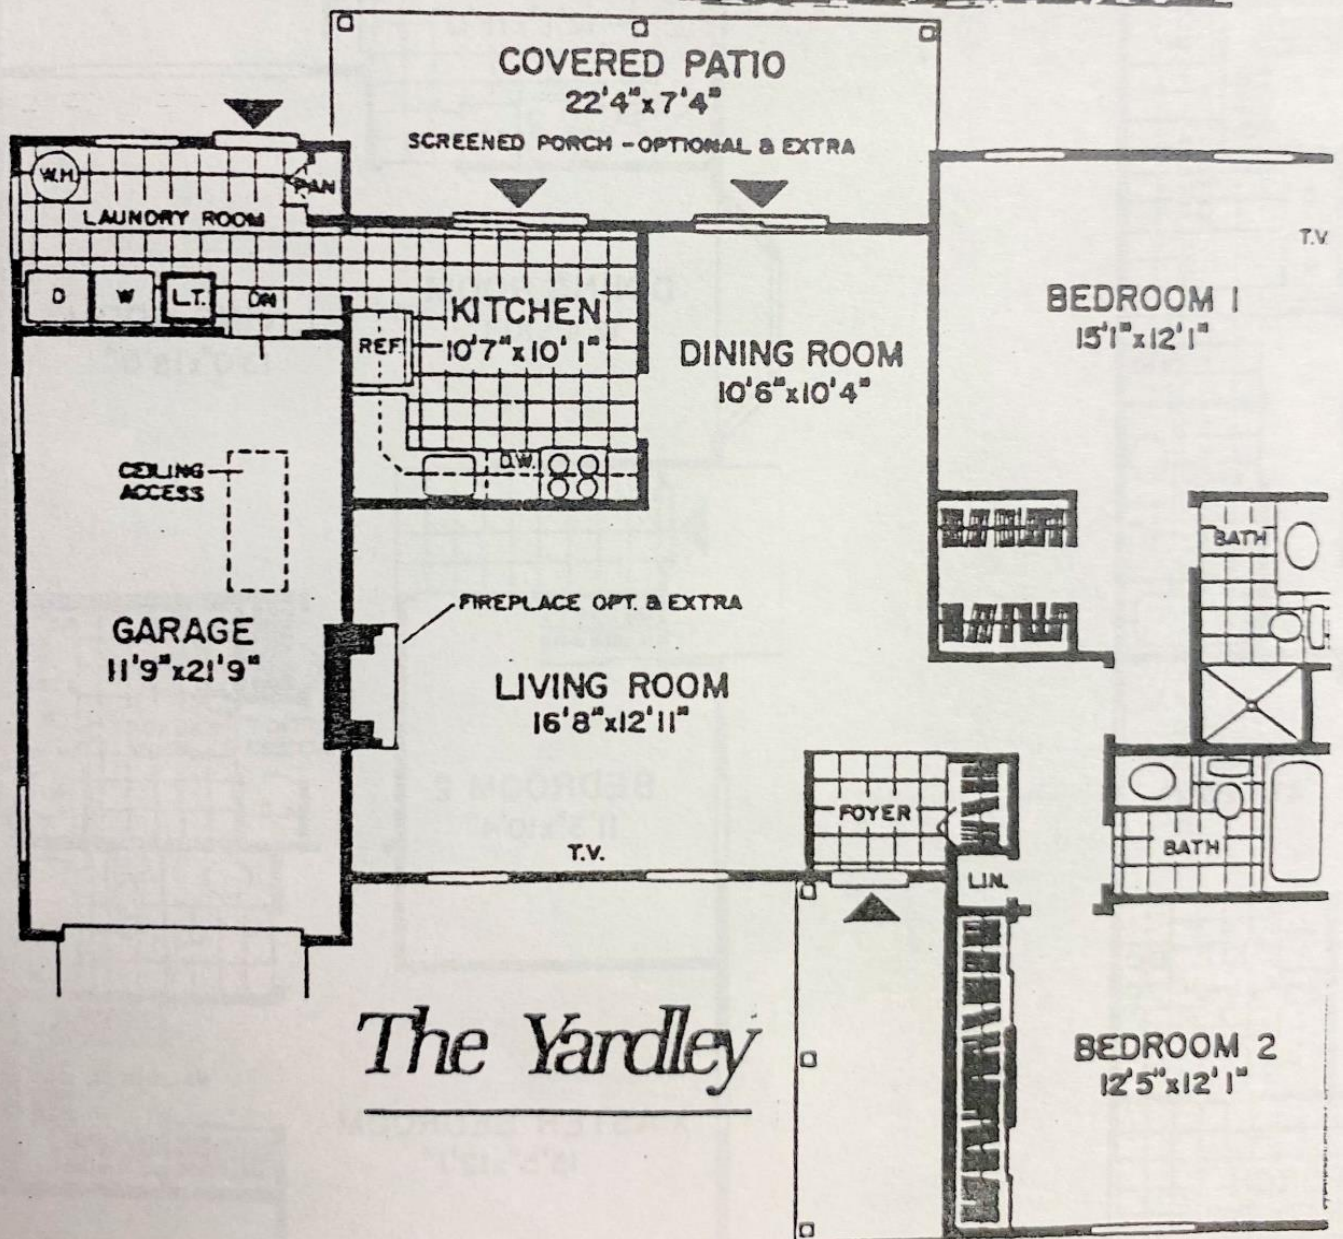 COVERED PATIO
22'4"x7'4"
SCREENED PORCH - OPTIONAL & EXTRA
W.H.
PAN
LAUNDRY ROOM
D
W
L.T.
DN
KITCHEN
10'7"x10'1"
REF.
D.W.
DINING ROOM
10'6"x10'4"
T.V.
BEDROOM 1
15'1"x12'1"
BATH
CEILING
ACCESS
GARAGE
11'9"x21'9"
FIREPLACE OPT. & EXTRA
LIVING ROOM
16'8"x12'11"
T.V.
FOYER
LIN.
BATH
The Yardley
BEDROOM 2
12'5"x12'1"
BEDROOM 2